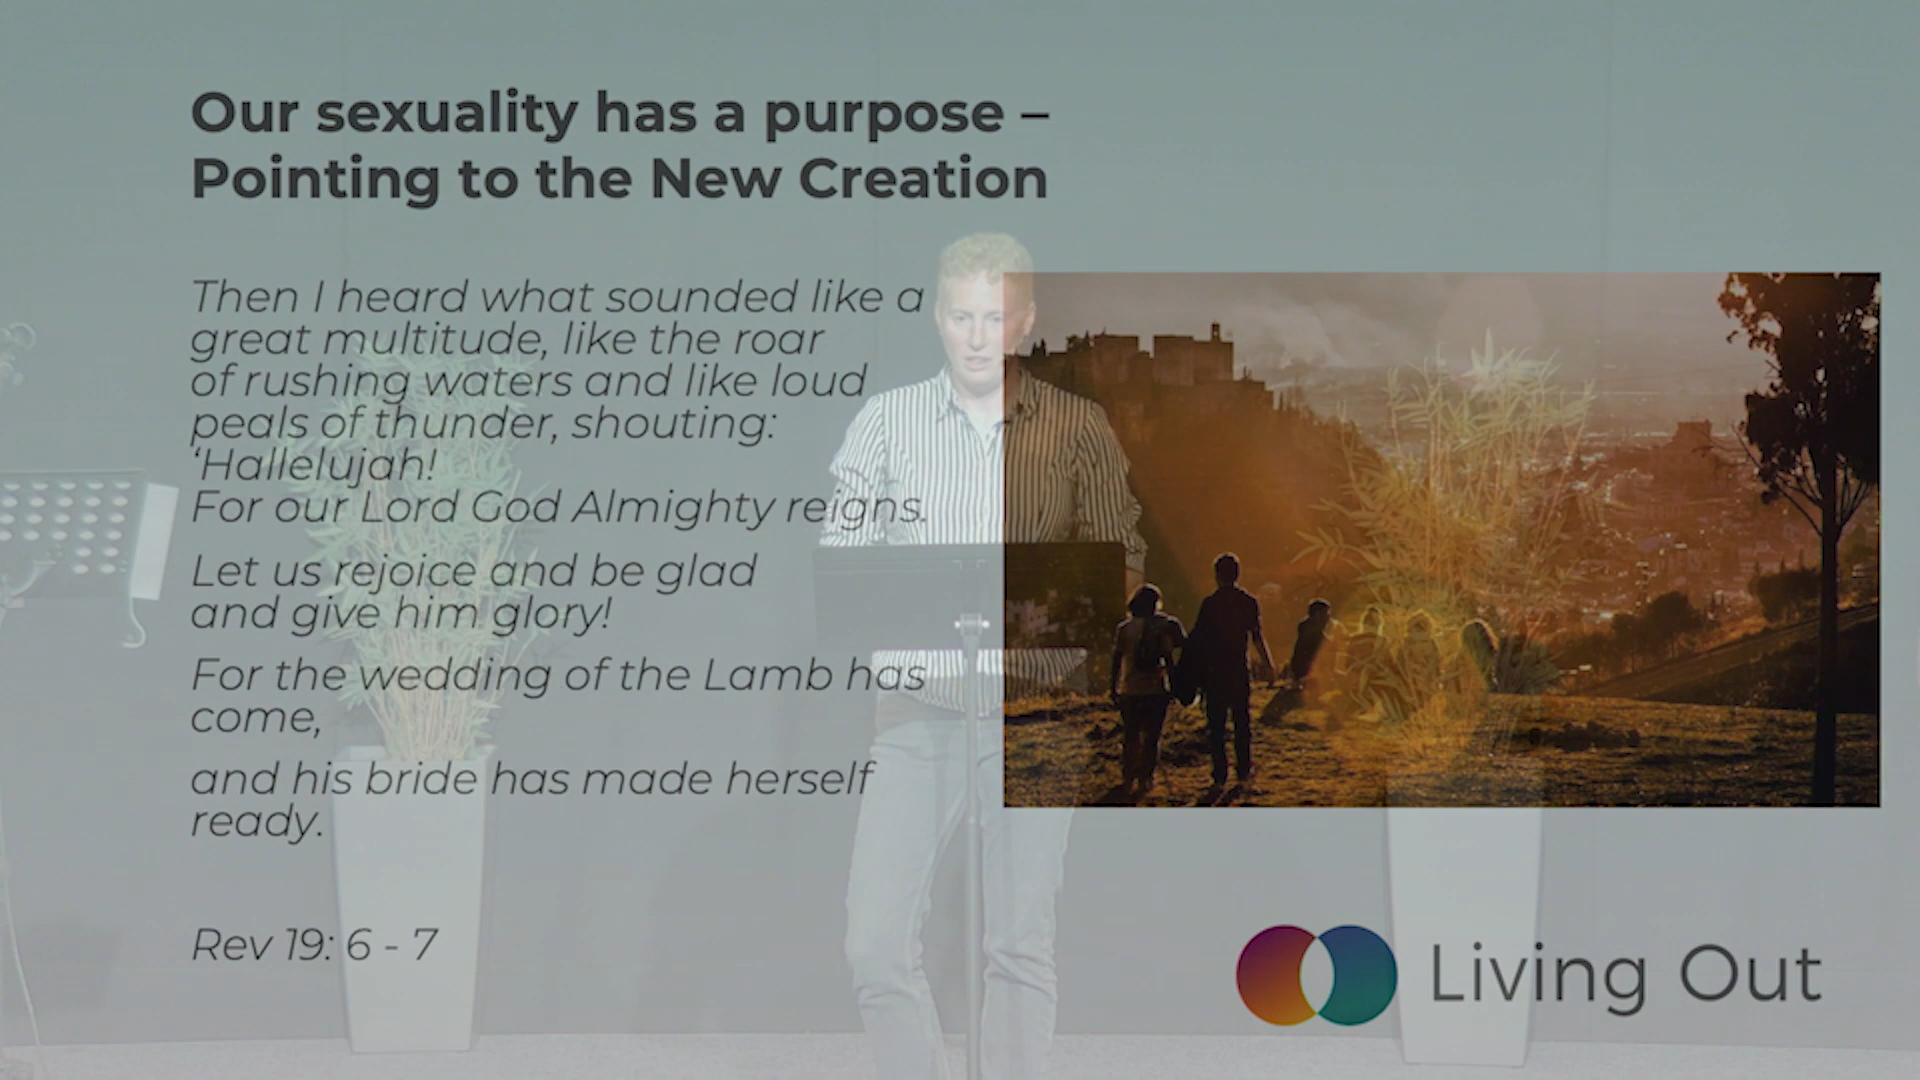 Our sexuality has a purpose –
Pointing to the New Creation
Then I heard what sounded like a
great multitude, like the roar
of rushing waters and like loud
peals of thunder, shouting:
‘Hallelujah!
For our Lord God Almighty reigns.
Let us rejoice and be glad
and give him glory!
For the wedding of the Lamb has
come,
and his bride has made herself
ready.
Rev 19: 6 - 7
Living Out